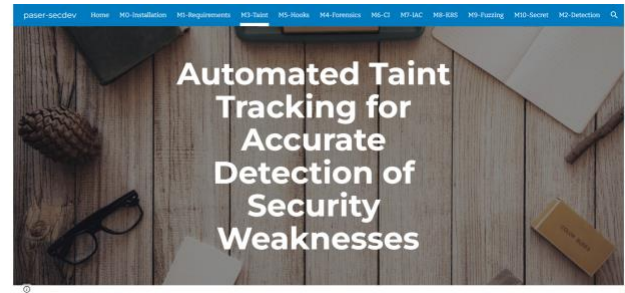 paser-secdev Home M0-Installation M1-Requirements M3-Taint M5-Hooks M4-Forensics M6-CI M7-IAC M8-EBS M9-Fuzzing M10-Secret M2-Detection
Automated Taint
Tracking for
Accurate
Detection of
Security
Weaknesses